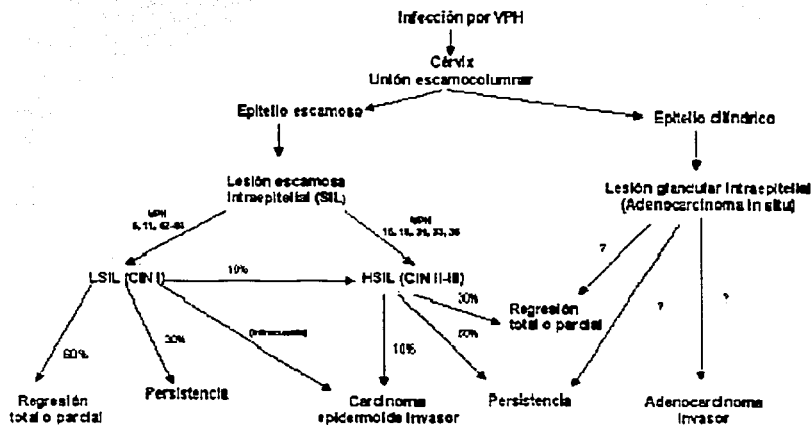 Infección por VPH
Cérvix
Unión escamocolumnar
Epitelio escamoso
Epitelio cilíndrico
Lesión escamosa
intraepitelial (SIL)
Lesión glandular intraepitelial
(Adenocarcinoma in situ)
VPH
VPH
LSIL (CIN I)
10%
HSIL (CIN II-III)
?
30%
Regresión
total o parcial
?
?
60%
30%
10%
60%
Regresión
total o parcial
Persistencia
Carcinoma
epidermoide invasor
Persistencia
Adenocarcinoma
invasor